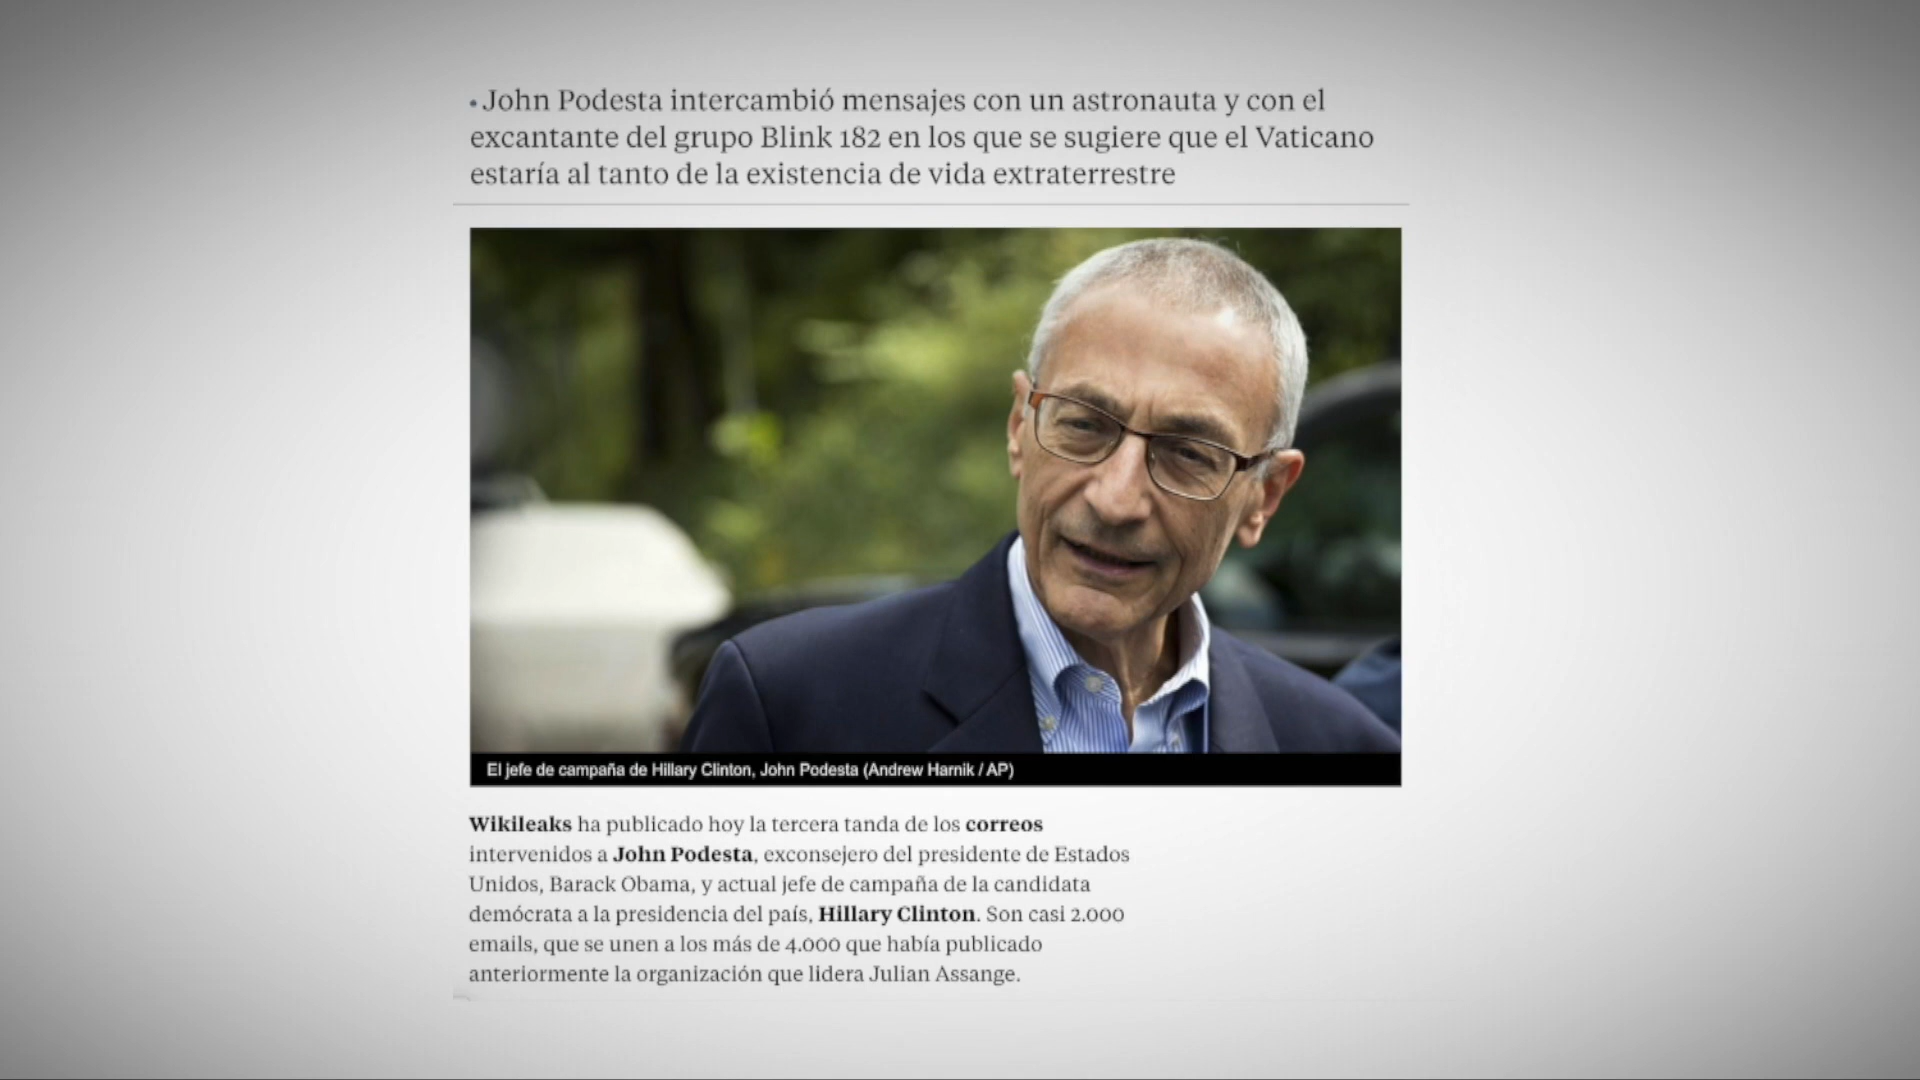 • John Podesta intercambió mensajes con un astronauta y con el
excantante del grupo Blink 182 en los que se sugiere que el Vaticano
estaría al tanto de la existencia de vida extraterrestre
El jefe de campaña de Hillary Clinton, John Podesta (Andrew Harnik / AP)
Wikileaks ha publicado hoy la tercera tanda de los correos
intervenidos a John Podesta, exconsejero del presidente de Estados
Unidos, Barack Obama, y actual jefe de campaña de la candidata
demócrata a la presidencia del país, Hillary Clinton. Son casi 2.000
emails, que se unen a los más de 4.000 que había publicado
anteriormente la organización que lidera Julian Assange.